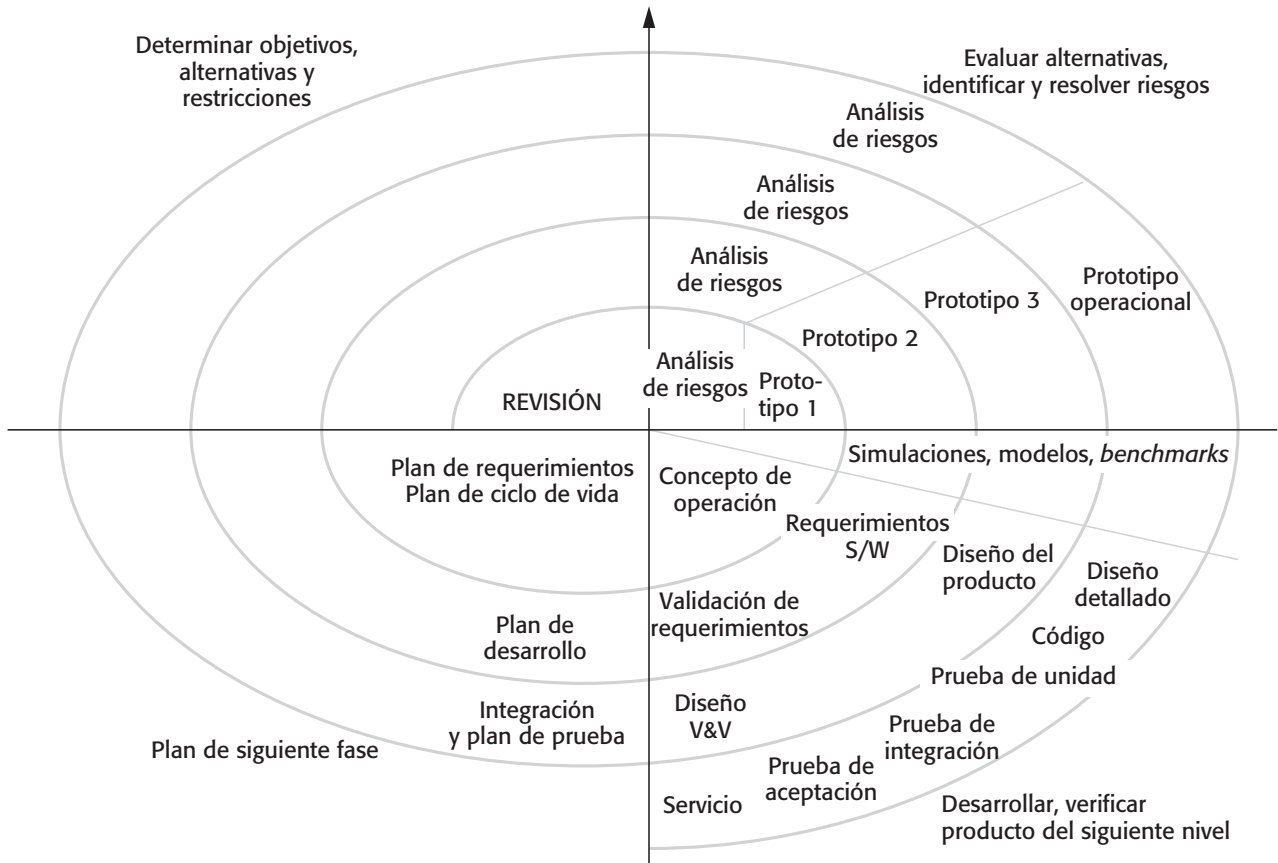 Determinar objetivos,
alternativas y
restricciones
Evaluar alternativas,
identificar y resolver riesgos
Análisis
de riesgos
Análisis
de riesgos
Análisis
de riesgos
Prototipo
operacional
Prototipo 3
Prototipo 2
Análisis
de riesgos
Proto-
tipo 1
REVISIÓN
Simulaciones, modelos, benchmarks
Plan de requerimientos
Plan de ciclo de vida
Concepto de
operación
Requerimientos
S/W
Diseño del
producto
Diseño
detallado
Validación de
requerimientos
Plan de
desarrollo
Código
Prueba de unidad
Integración
y plan de prueba
Diseño
V&V
Prueba de
integración
Plan de siguiente fase
Prueba de
aceptación
Servicio
Desarrollar, verificar
producto del siguiente nivel